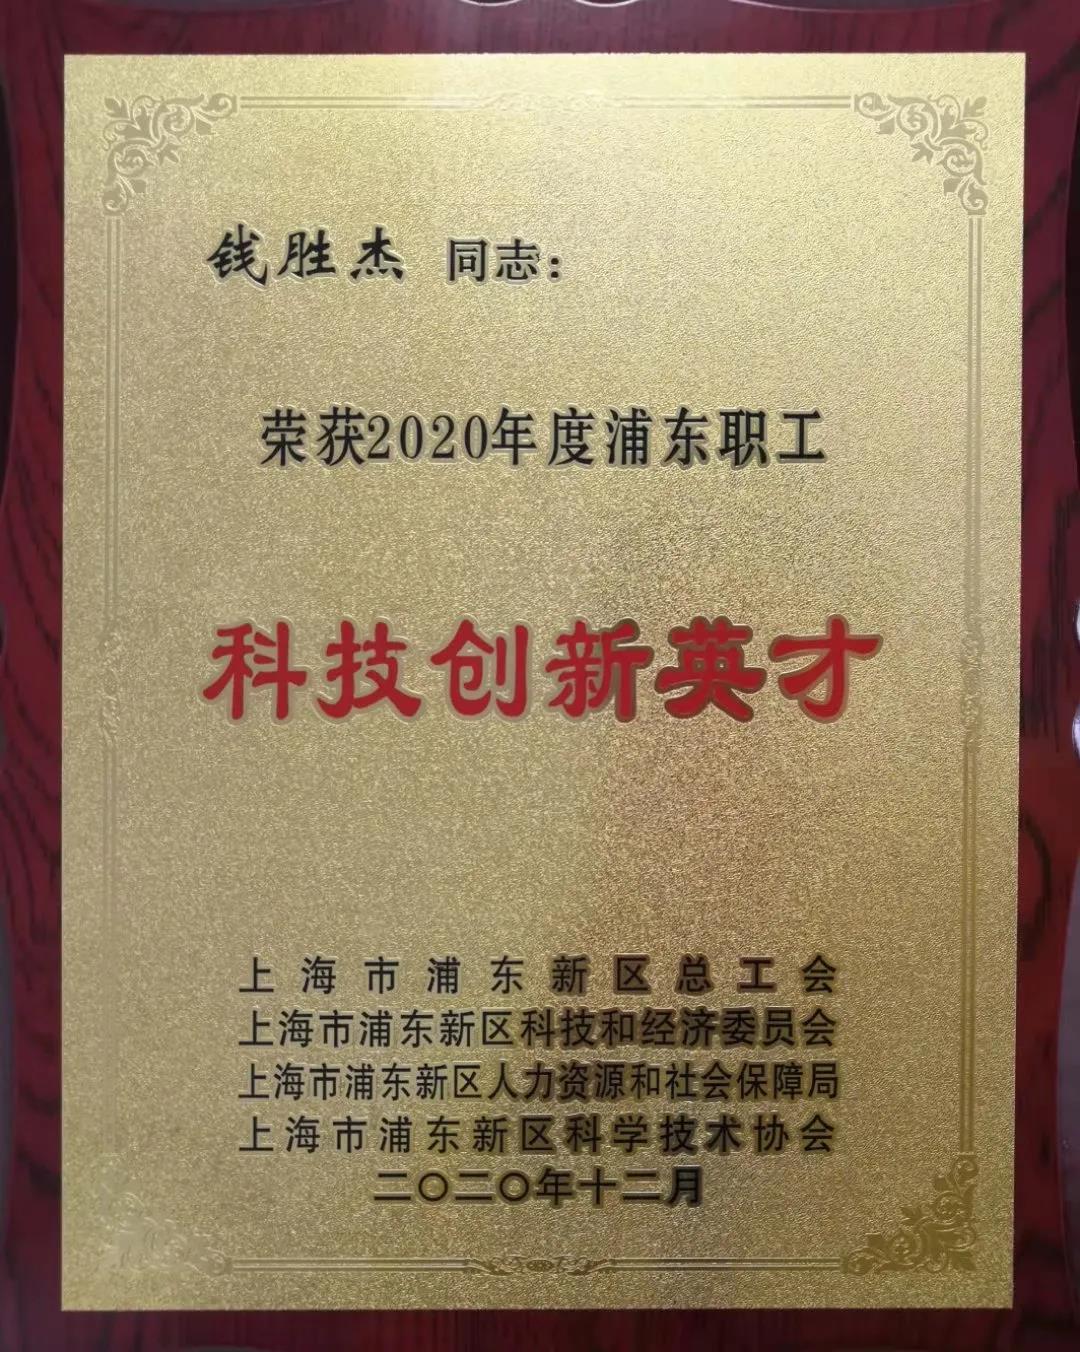 钱胜杰 同志：
荣获2020年度浦东职工
科技创新英才
上海市浦东新区总工会
上海市浦东新区科技和经济委员会
上海市浦东新区人力资源和社会保障局
上海市浦东新区科学技术协会
二〇二〇年十二月